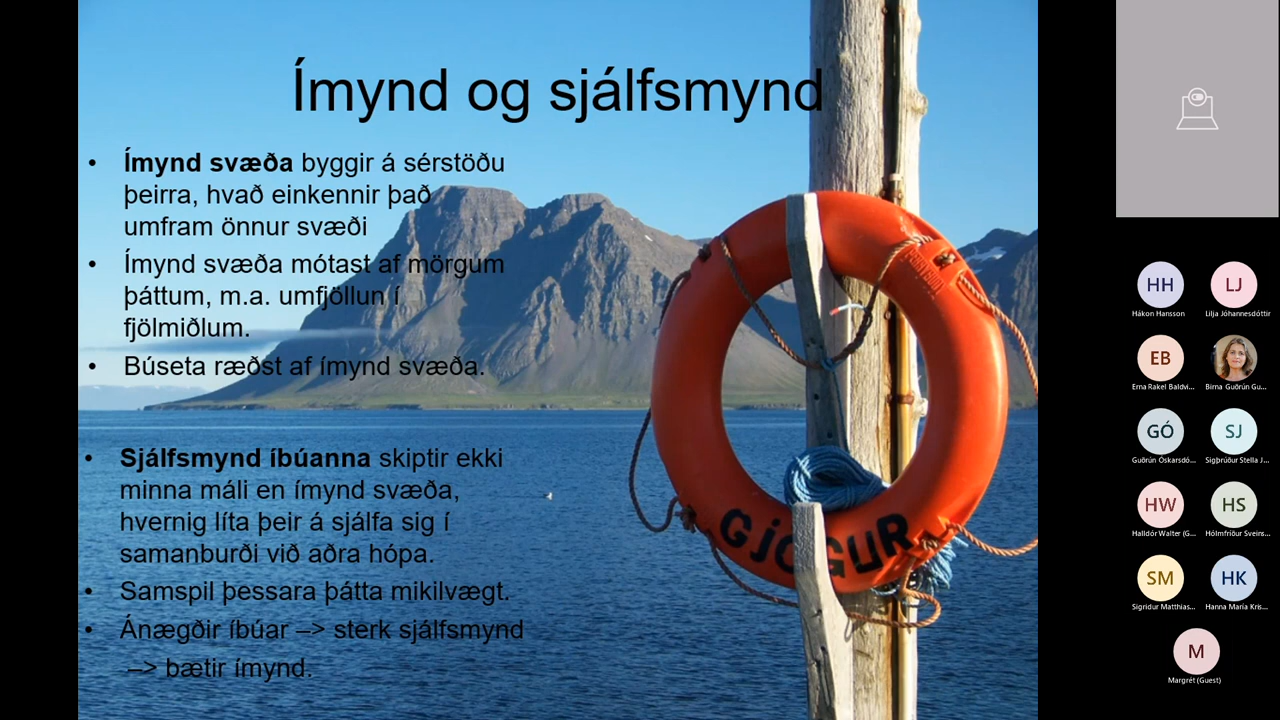 Ímynd og sjálfsmynd
• Ímynd svæða byggir á sérstöðu
þeirra, hvað einkennir það
umfram önnur svæði
• Ímynd svæða mótast af mörgum
þáttum, m.a. umfjöllun í
fjölmiðlum.
• Búseta ræðst af ímynd svæða.
• Sjálfsmynd íbúanna skiptir ekki
minna máli en ímynd svæða,
hvernig líta þeir á sjálfa sig í
samanburði við aðra hópa.
• Samspil þessara þátta mikilvægt.
• Ánægðir íbúar –> sterk sjálfsmynd
–> bætir ímynd.
GJÖGUR
HH
LJ
Hákon Hansson
Lilja Jóhannesdóttir
EB
Erna Rakel Baldvi...
Birna Guðrún Gu...
GÓ
SJ
Guðrún Óskarsdó...
Sigþrúður Stella J...
HW
HS
Halldór Walter (G...
Hólmfríður Sveins...
SM
HK
Sigríður Matthías...
Hanna María Kris...
M
Margrét (Guest)